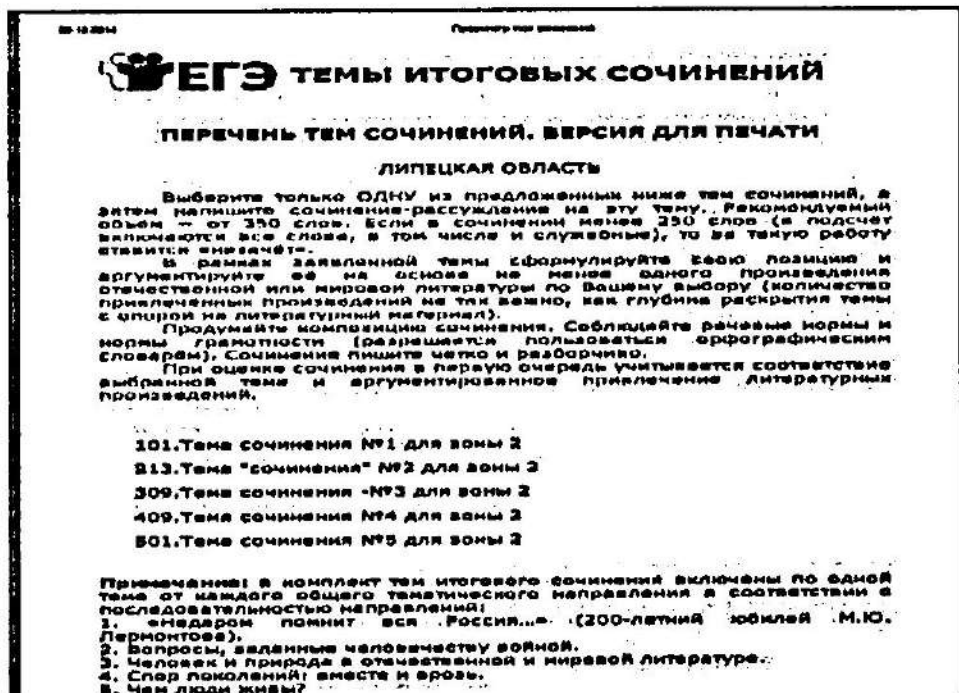 Просмотр тем сочинений
ЕГЭ ТЕМЫ ИТОГОВЫХ СОЧИНЕНИЙ
ПЕРЕЧЕНЬ ТЕМ СОЧИНЕНИЙ. ВЕРСИЯ ДЛЯ ПЕЧАТИ
ЛИПЕЦКАЯ ОБЛАСТЬ
Выберите только ОДНУ из предложенных ниже тем сочинений, а
затем напишите сочинение-рассуждение на эту тему. Рекомендуемый
объём – от 350 слов. Если в сочинении менее 250 слов (в подсчёт
включаются все слова, в том числе и служебные), то за такую работу
ставится «незачёт».
В рамках заявленной темы сформулируйте свою позицию и
аргументируйте её на основе не менее одного произведения
отечественной или мировой литературы по Вашему выбору (количество
привлечённых произведений не так важно, как глубина раскрытия темы
с опорой на литературный материал).
Продумайте композицию сочинения. Соблюдайте речевые нормы и
нормы грамотности (разрешается пользоваться орфографическим
словарём). Сочинение пишите чётко и разборчиво.
При оценке сочинения в первую очередь учитывается соответствие
выбранной теме и аргументированное привлечение литературных
произведений.
101.Тема сочинения №1 для зоны 2
213.Тема "сочинения" №2 для зоны 2
309.Тема сочинения -№3 для зоны 2
409.Тема сочинения №4 для зоны 2
501.Тема сочинения №5 для зоны 2
Примечание: в комплект тем итогового сочинения включены по одной
теме от каждого общего тематического направления в соответствии с
последовательностью направлений:
1. «Недаром помнит вся Россия…» (200-летний юбилей М.Ю.
Лермонтова).
2. Вопросы, заданные человечеству войной.
3. Человек и природа в отечественной и мировой литературе.
4. Спор поколений: вместе и врозь.
5. Чем люди живы?